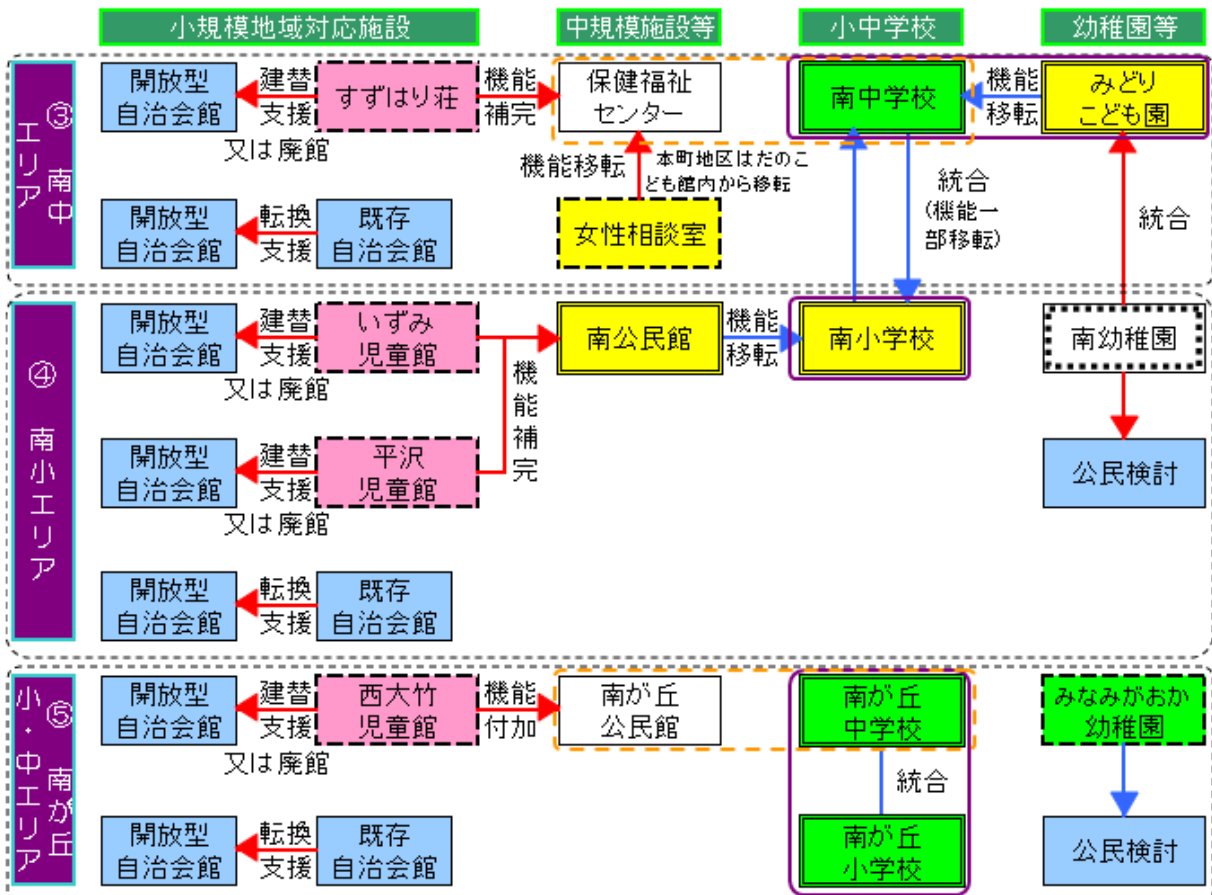 小規模地域対応施設
中規模施設等
小中学校
幼稚園等
③ 南中
エリア
開放型
自治会館
建替
支援
又は廃館
すずはり荘
機能
補完
保健福祉
センター
南中学校
機能
移転
みどり
こども園
機能移転
本町地区はだのこ
ども館内から移転
女性相談室
統合
(機能一
部移転)
統合
開放型
自治会館
転換
支援
既存
自治会館
④ 南小エリア
開放型
自治会館
建替
支援
又は廃館
いずみ
児童館
機能補完
南公民館
機能
移転
南小学校
南幼稚園
開放型
自治会館
建替
支援
又は廃館
平沢
児童館
公民検討
開放型
自治会館
転換
支援
既存
自治会館
⑤ 南が丘
小・中エリア
開放型
自治会館
建替
支援
又は廃館
西大竹
児童館
機能
付加
南が丘
公民館
南が丘
中学校
みなみがおか
幼稚園
統合
開放型
自治会館
転換
支援
既存
自治会館
南が丘
小学校
公民検討